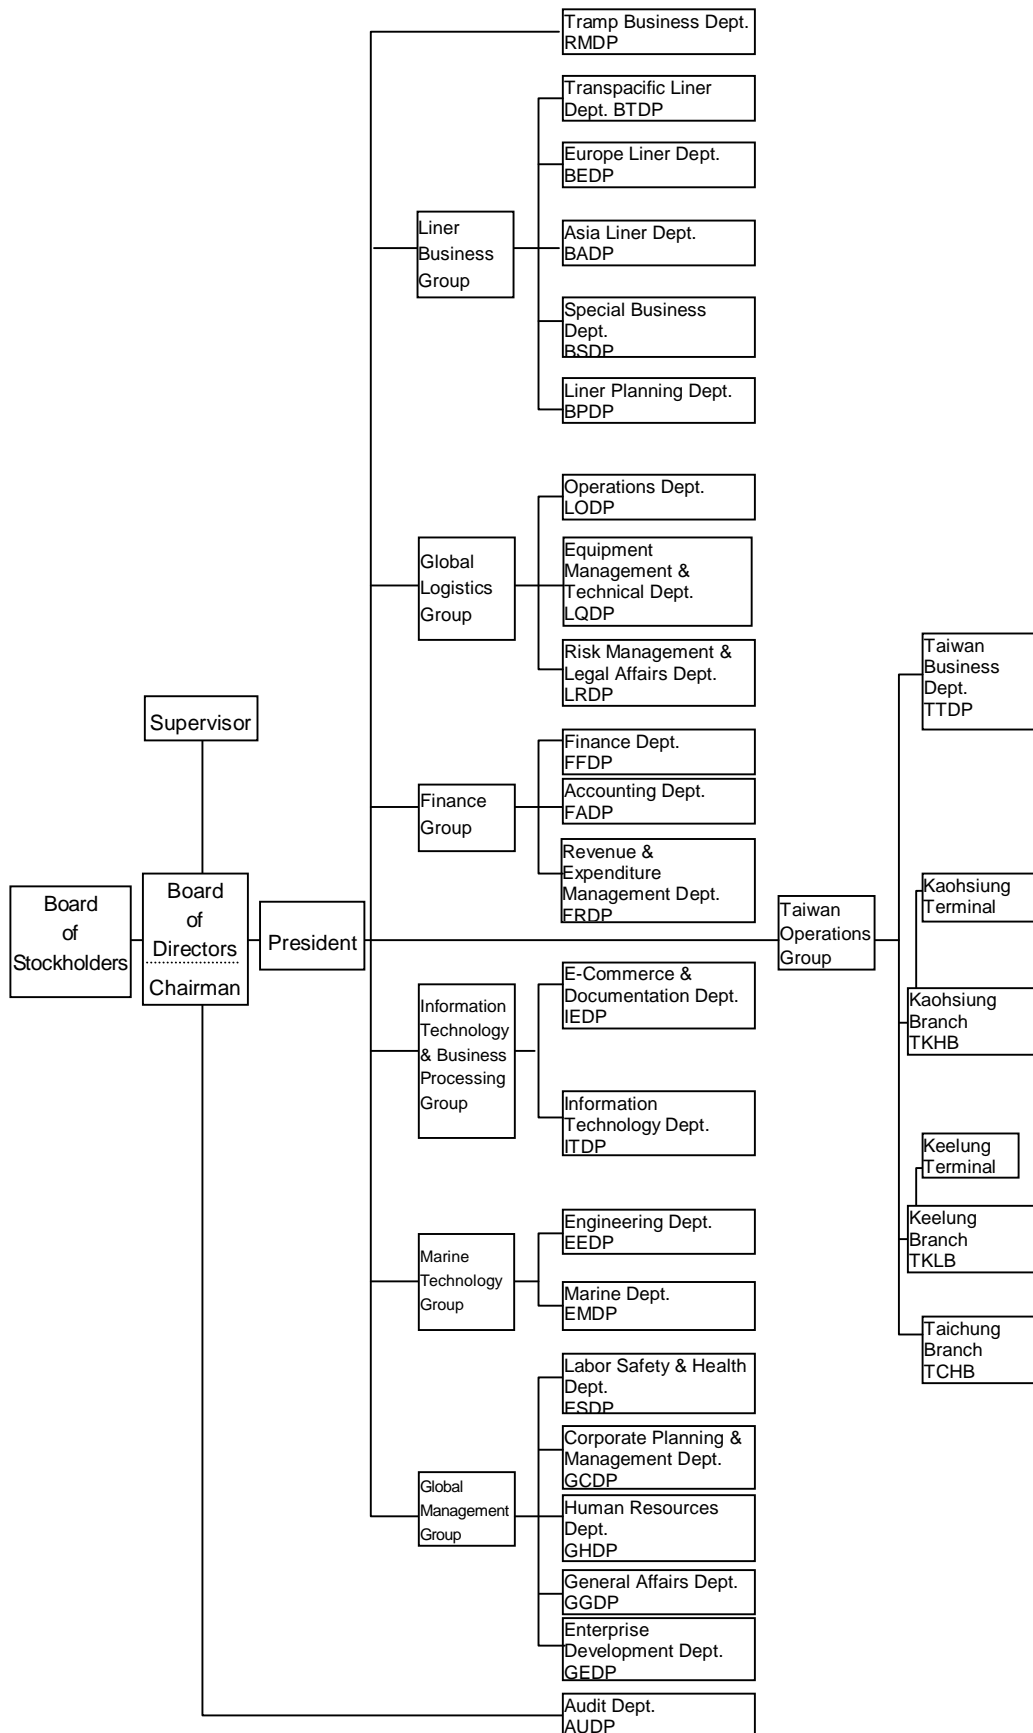 Tramp Business Dept.
RMDP
Transpacific Liner
Dept. BTDP
Europe Liner Dept.
BEDP
Liner
Business
Group
Asia Liner Dept.
BADP
Special Business
Dept.
BSDP
Liner Planning Dept.
BPDP
Operations Dept.
LODP
Global
Logistics
Group
Equipment
Management &
Technical Dept.
LQDP
Risk Management &
Legal Affairs Dept.
LRDP
Finance Dept.
FFDP
Finance
Group
Accounting Dept.
FADP
Revenue &
Expenditure
Management Dept.
FRDP
Supervisor
Board
of
Stockholders
Board
of
Directors
Chairman
President
Taiwan
Operations
Group
Taiwan
Business
Dept.
TTDP
Kaohsiung
Terminal
Kaohsiung
Branch
TKHB
Keelung
Terminal
Keelung
Branch
TKLB
Taichung
Branch
TCHB
Information
Technology
& Business
Processing
Group
E-Commerce &
Documentation Dept.
IEDP
Information
Technology Dept.
ITDP
Marine
Technology
Group
Engineering Dept.
EEDP
Marine Dept.
EMDP
Global
Management
Group
Labor Safety & Health
Dept.
ESDP
Corporate Planning &
Management Dept.
GCDP
Human Resources
Dept.
GHDP
General Affairs Dept.
GGDP
Enterprise
Development Dept.
GEDP
Audit Dept.
AUDP